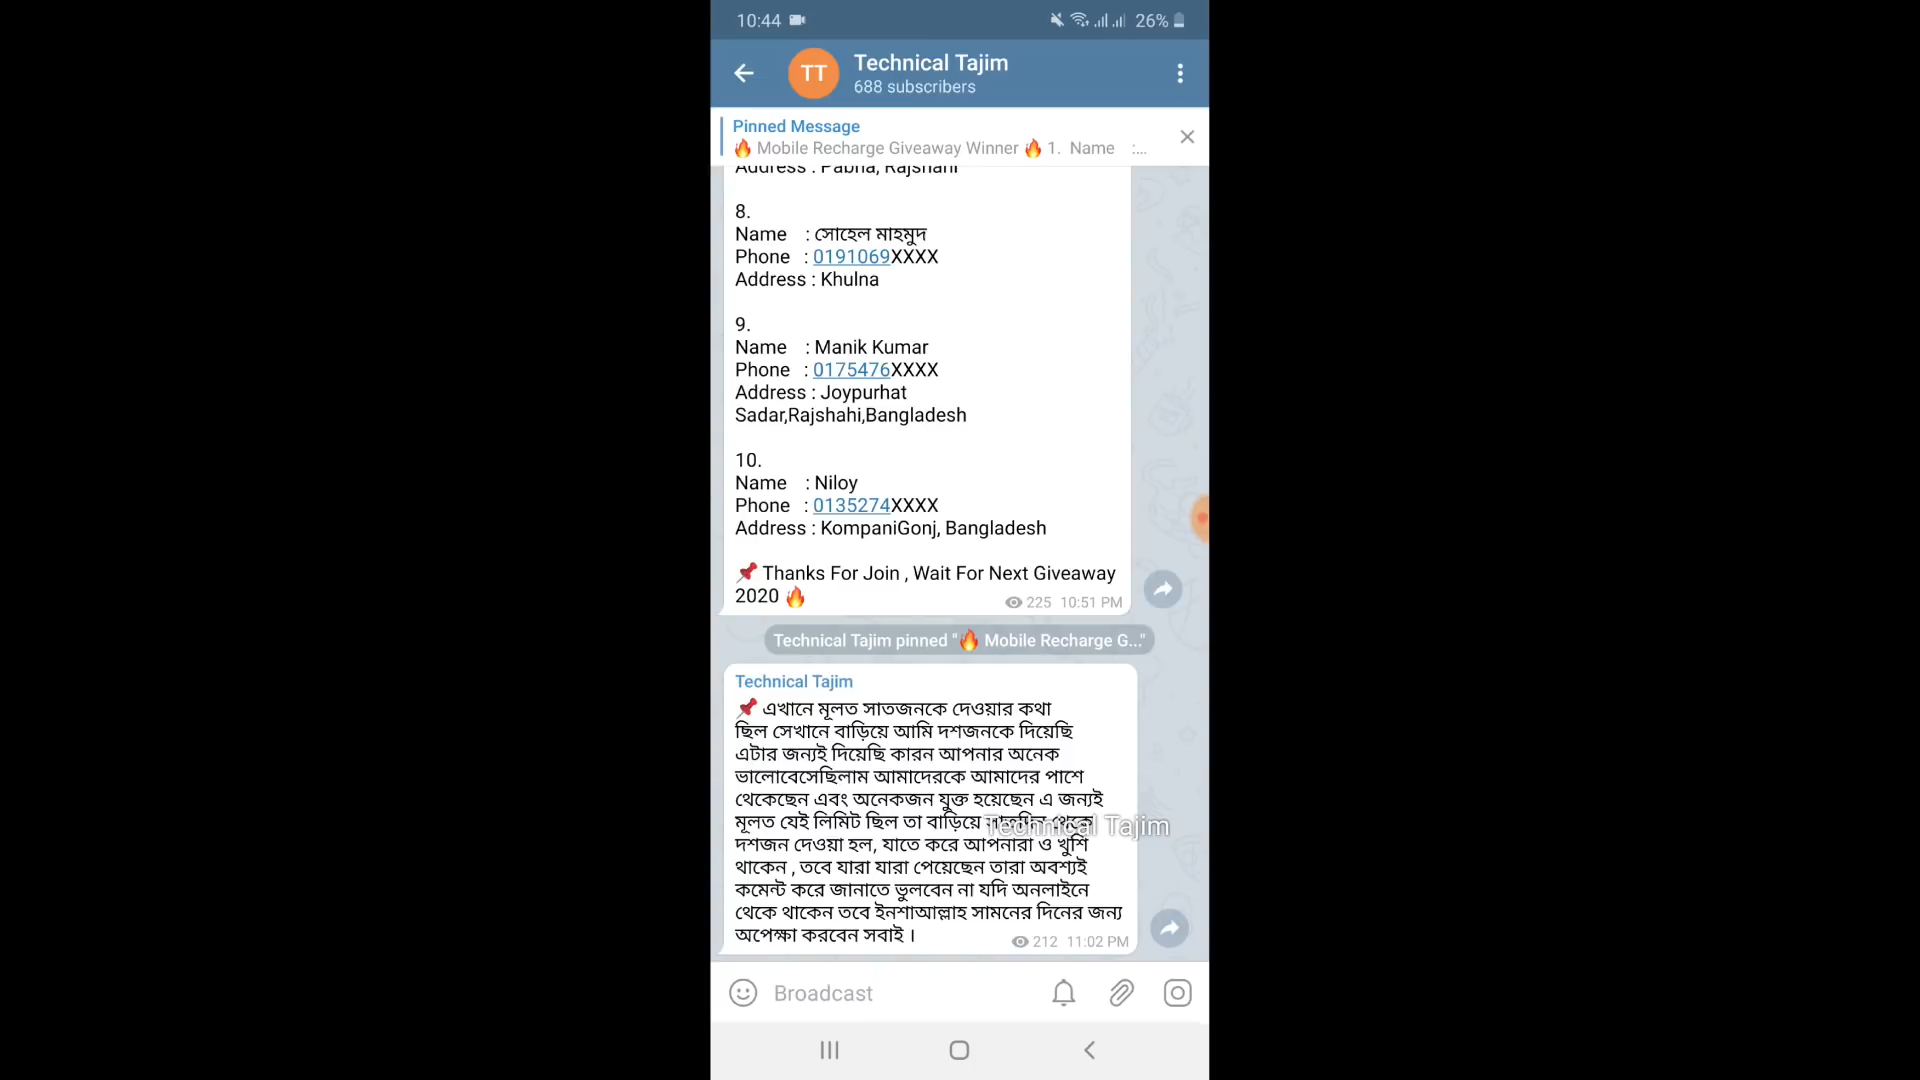 10:44 26%
TT Technical Tajim
688 subscribers
Pinned Message
🔥 Mobile Recharge Giveaway Winner 🔥 1. Name :...
Address : Pabna, Rajshahi
8.
Name : সোহেল মাহমুদ
Phone : 0191069XXXX
Address : Khulna
9.
Name : Manik Kumar
Phone : 0175476XXXX
Address : Joypurhat
Sadar,Rajshahi,Bangladesh
10.
Name : Niloy
Phone : 0135274XXXX
Address : KompaniGonj, Bangladesh
📌 Thanks For Join , Wait For Next Giveaway
2020 🔥 225 10:51 PM
Technical Tajim pinned "🔥 Mobile Recharge G..."
Technical Tajim
📌 এখানে মূলত সাতজনকে দেওয়ার কথা
ছিল সেখানে বাড়িয়ে আমি দশজনকে দিয়েছি
এটার জন্যই দিয়েছি কারন আপনার অনেক
ভালোবেসেছিলাম আমাদেরকে আমাদের পাশে
থেকেছেন এবং অনেকজন যুক্ত হয়েছেন এ জন্যই
মূলত যেই লিমিট ছিল তা বাড়িয়ে থেকে
Technical Tajim
দশজন দেওয়া হল, যাতে করে আপনারা ও খুশি
থাকেন , তবে যারা যারা পেয়েছেন তারা অবশ্যই
কমেন্ট করে জানাতে ভুলবেন না যদি অনলাইনে
থেকে থাকেন তবে ইনশাআল্লাহ সামনের দিনের জন্য
অপেক্ষা করবেন সবাই । 212 11:02 PM
Broadcast